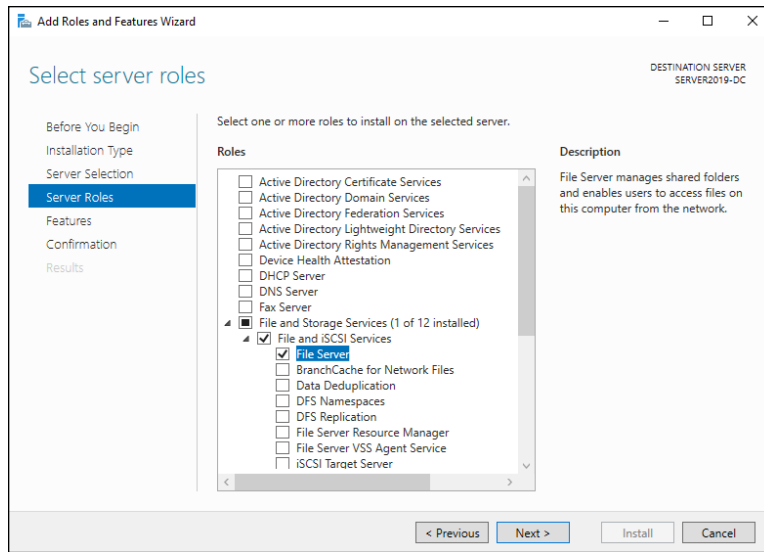 Add Roles and Features Wizard
Select server roles
DESTINATION SERVER
SERVER2019-DC
Before You Begin
Installation Type
Server Selection
Server Roles
Features
Confirmation
Results
Select one or more roles to install on the selected server.
Roles
Active Directory Certificate Services
Active Directory Domain Services
Active Directory Federation Services
Active Directory Lightweight Directory Services
Active Directory Rights Management Services
Device Health Attestation
DHCP Server
DNS Server
Fax Server
File and Storage Services (1 of 12 installed)
File and iSCSI Services
File Server
BranchCache for Network Files
Data Deduplication
DFS Namespaces
DFS Replication
File Server Resource Manager
File Server VSS Agent Service
iSCSI Target Server
Description
File Server manages shared folders
and enables users to access files on
this computer from the network.
< Previous
Next >
Install
Cancel